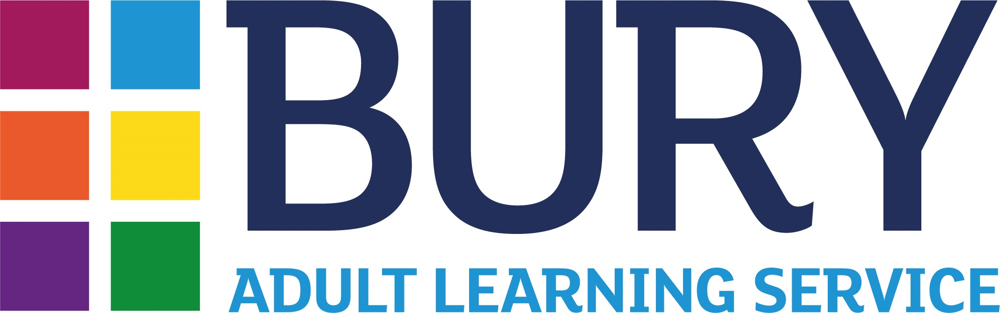 BURY
ADULT LEARNING SERVICE